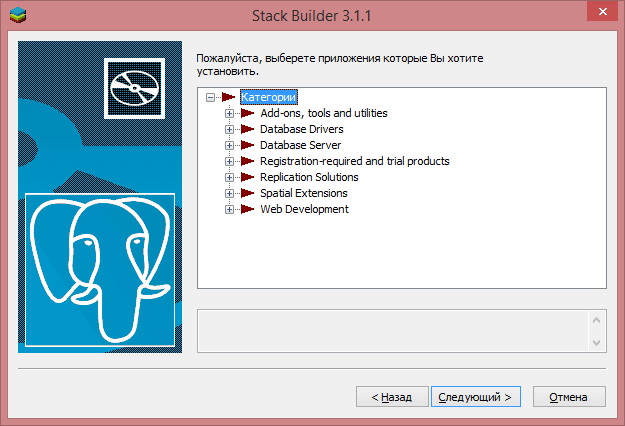 Stack Builder 3.1.1
Пожалуйста, выберете приложения которые Вы хотите
установить.
Категории
Add-ons, tools and utilities
Database Drivers
Database Server
Registration-required and trial products
Replication Solutions
Spatial Extensions
Web Development
< Назад
Следующий >
Отмена